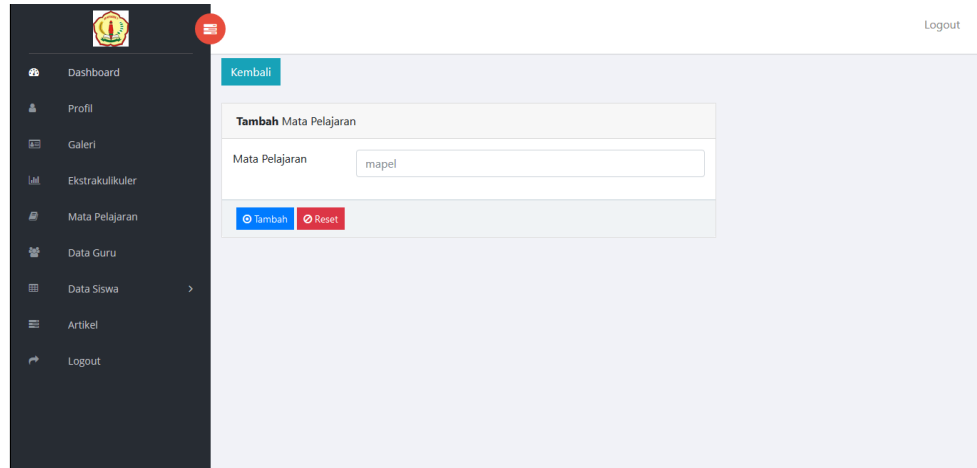 Logout
Dashboard
Profil
Galeri
Ekstrakulikuler
Mata Pelajaran
Data Guru
Data Siswa
Artikel
Logout
Kembali
Tambah Mata Pelajaran
Mata Pelajaran
mapel
Tambah
Reset